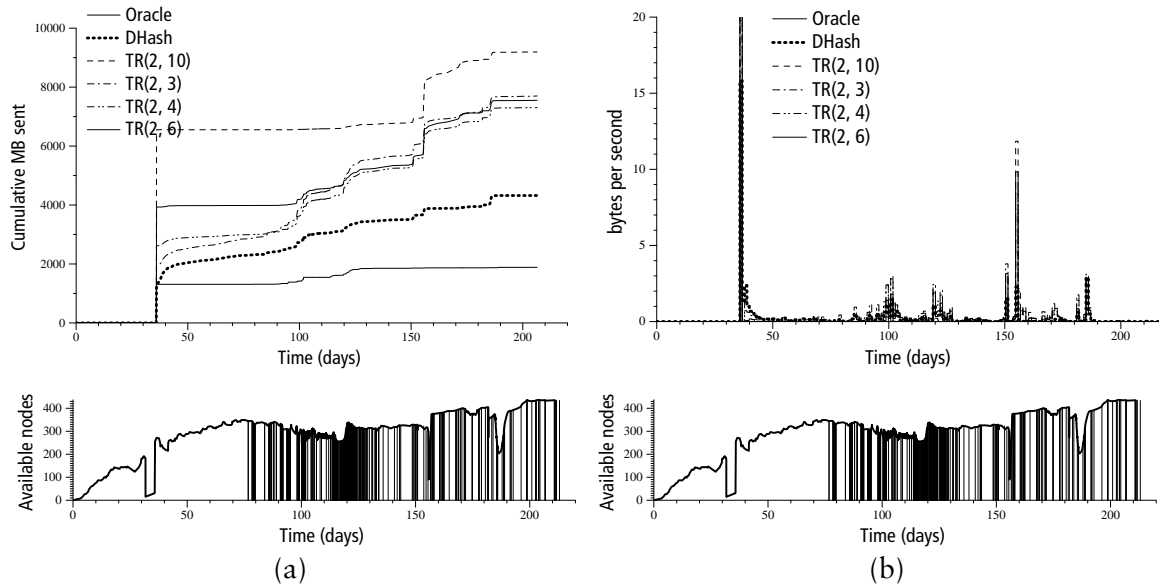 10000
8000
6000
4000
2000
0
Cumulative MB sent
Oracle
DHash
TR(2, 10)
TR(2, 3)
TR(2, 4)
TR(2, 6)
0 50 100 150 200
Time (days)
400
300
200
100
0
Available nodes
0 50 100 150 200
Time (days)
(a)
20
15
10
5
0
bytes per second
Oracle
DHash
TR(2, 10)
TR(2, 3)
TR(2, 4)
TR(2, 6)
0 50 100 150 200
Time (days)
400
300
200
100
0
Available nodes
0 50 100 150 200
Time (days)
(b)